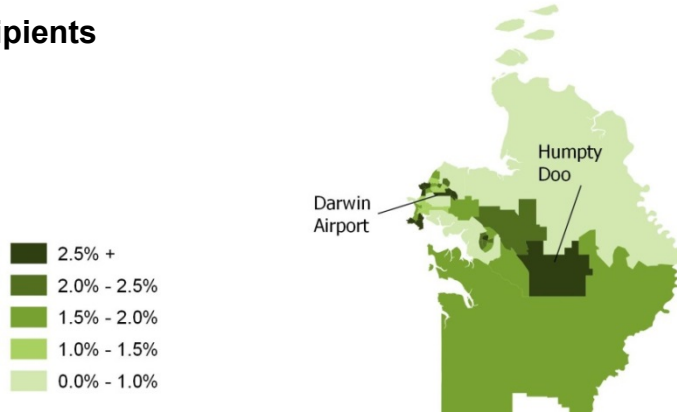 Humpty
Doo
Darwin
Airport
2.5% +
2.0% - 2.5%
1.5% - 2.0%
1.0% - 1.5%
0.0% - 1.0%